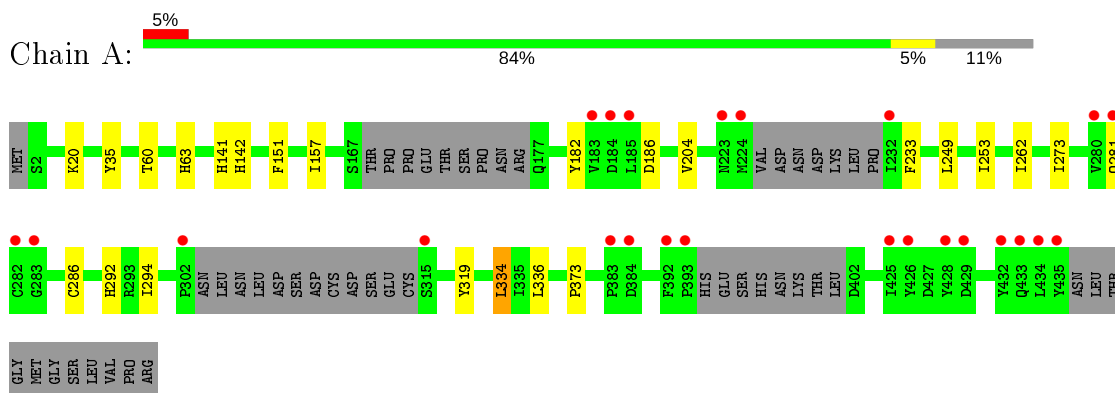 5%
Chain A:
84% 5% 11%
MET S2 K20 Y35 T60 H63 H141 H142 F151 I157 S167 THR PRO PRO GLU THR SER PRO ASN ARG Q177 Y182 V183 D184 L185 D186 V204 N223 M224 VAL ASP ASN ASP LYS LEU PRO I232 F233 L249 I253 I262 I273 V280 Q281
C282 G283 C286 H292 R293 I294 P302 ASN LEU ASN LEU ASP SER ASP CYS ASP SER GLU CYS S315 Y319 L334 I335 L336 P373 P383 D384 F392 P393 HIS GLU SER HIS ASN LYS THR LEU D402 I425 Y426 D427 Y428 D429 Y432 Q433 L434 Y435 ASN LEU THR
GLY MET GLY SER LEU VAL PRO ARG